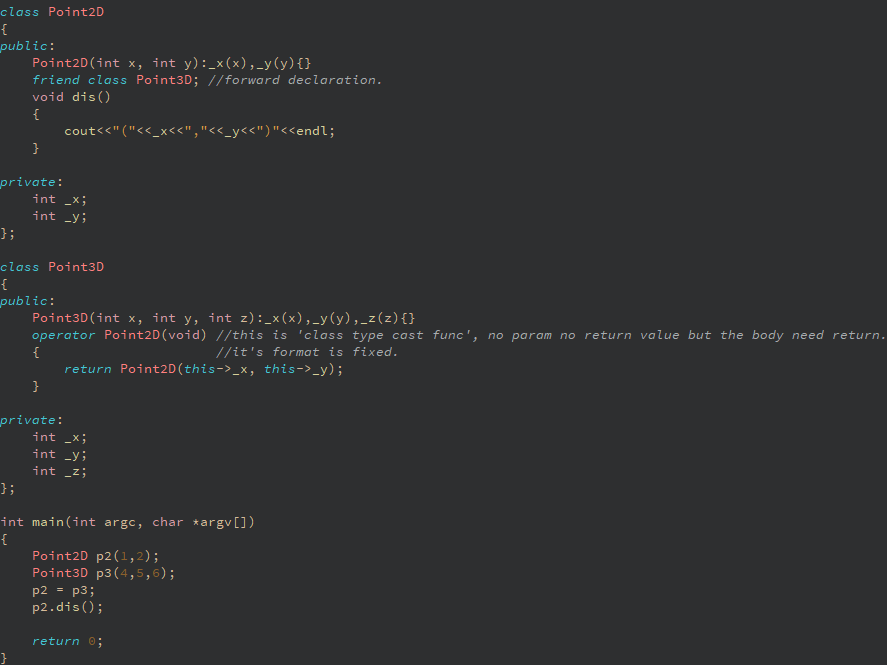 class Point2D
{
public:
    Point2D(int x, int y):_x(x),_y(y){}
    friend class Point3D; //forward declaration.
    void dis()
    {
        cout<<"("<<_x<<","<<_y<<")"<<endl;
    }

private:
    int _x;
    int _y;
};

class Point3D
{
public:
    Point3D(int x, int y, int z):_x(x),_y(y),_z(z){}
    operator Point2D(void) //this is 'class type cast func', no param no return value but the body need return.
    {                      //it's format is fixed.
        return Point2D(this->_x, this->_y);
    }

private:
    int _x;
    int _y;
    int _z;
};

int main(int argc, char *argv[])
{
    Point2D p2(1,2);
    Point3D p3(4,5,6);
    p2 = p3;
    p2.dis();

    return 0;
}